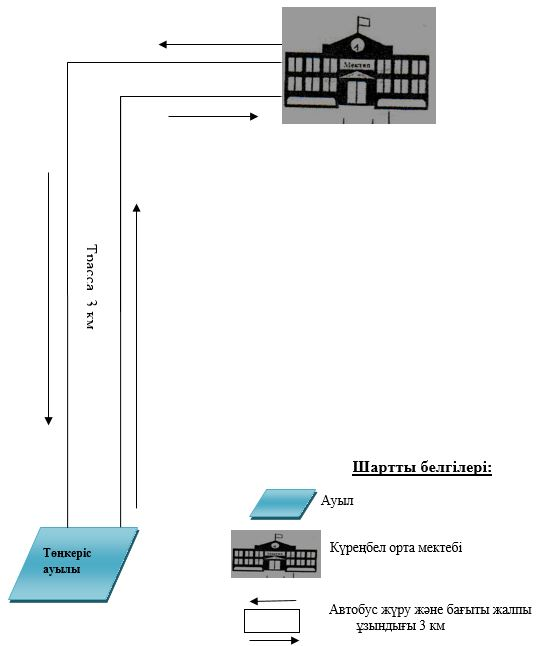 Мектеп
Трасса 3 км
Төнкеріс
ауылы
Шартты белгілері:
Ауыл
Күреңбел орта мектебі
Автобус жүру және бағыты жалпы
ұзындығы 3 км